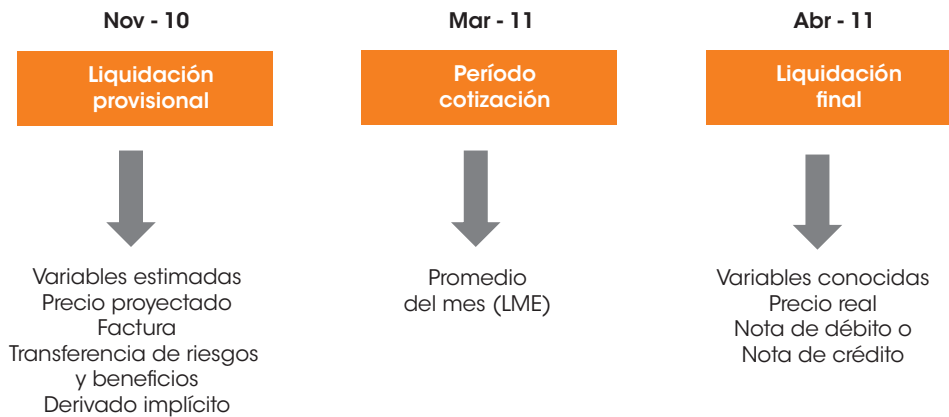 Nov - 10
Liquidación
provisional
Variables estimadas
Precio proyectado
Factura
Transferencia de riesgos
y beneficios
Derivado implícito
Mar - 11
Período
cotización
Promedio
del mes (LME)
Abr - 11
Liquidación
final
Variables conocidas
Precio real
Nota de débito o
Nota de crédito